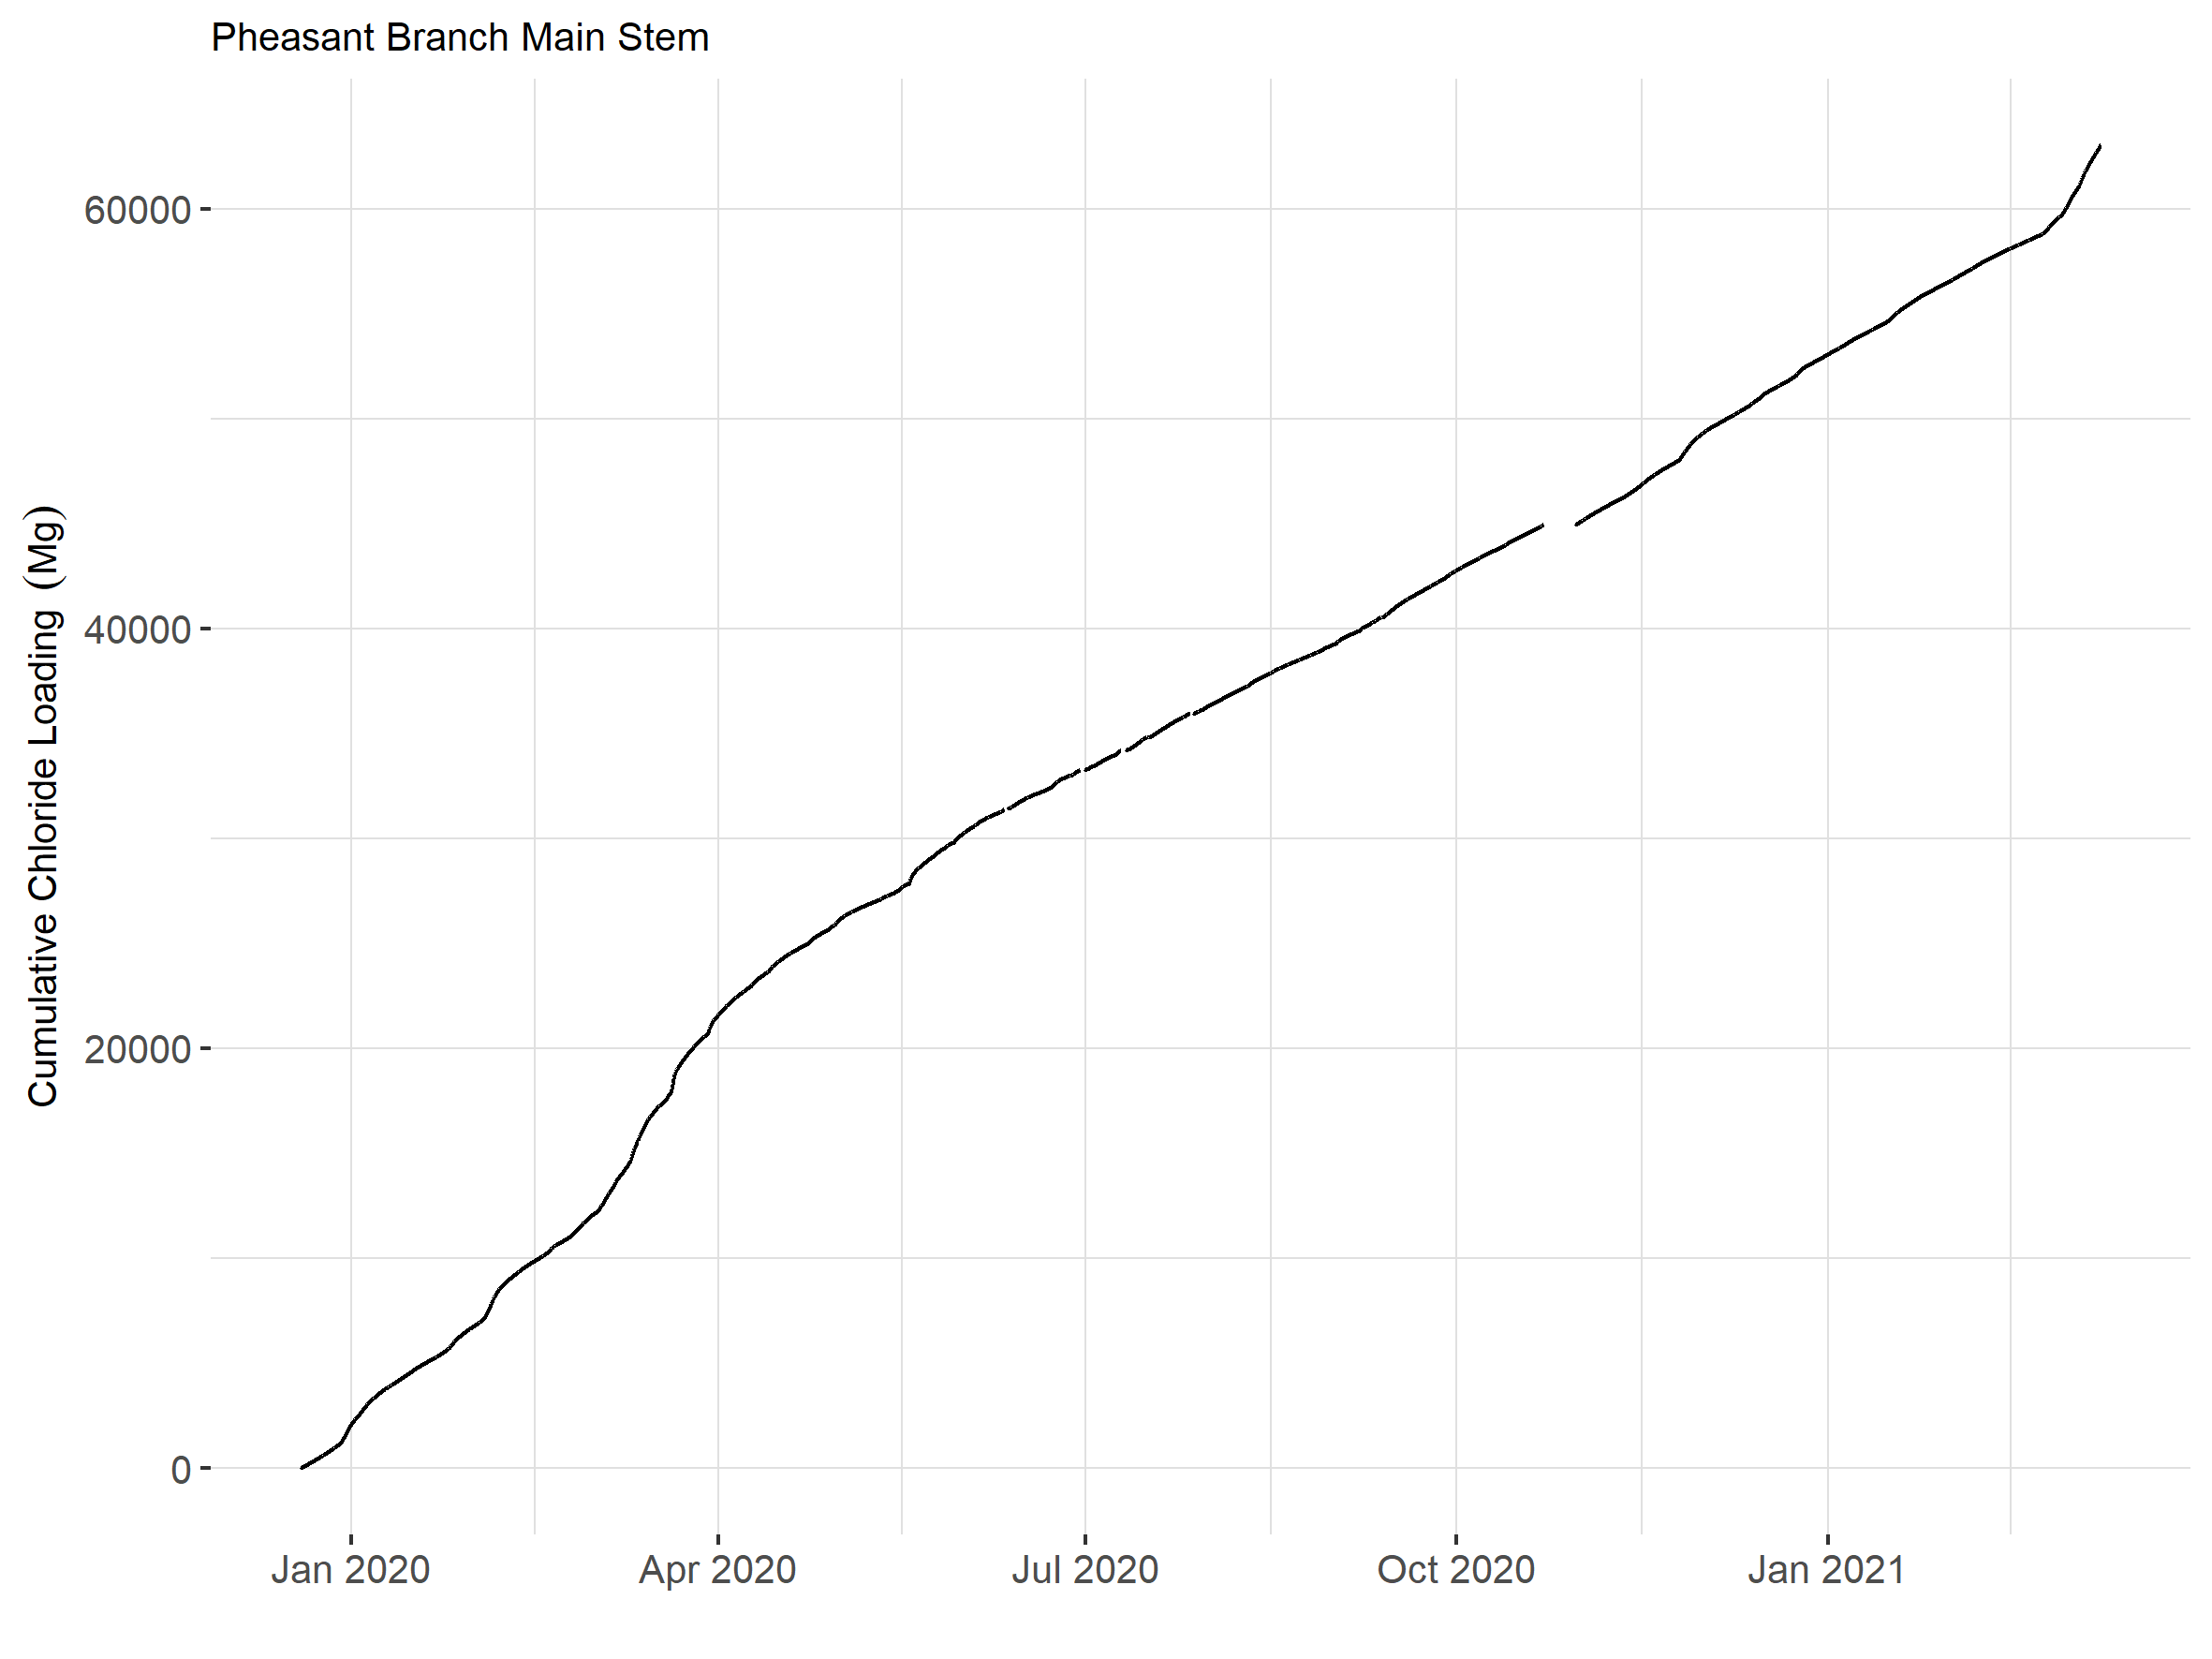 Pheasant Branch Main Stem
Cumulative Chloride Loading (Mg)
60000
40000
20000
0
Jan 2020
Apr 2020
Jul 2020
Oct 2020
Jan 2021